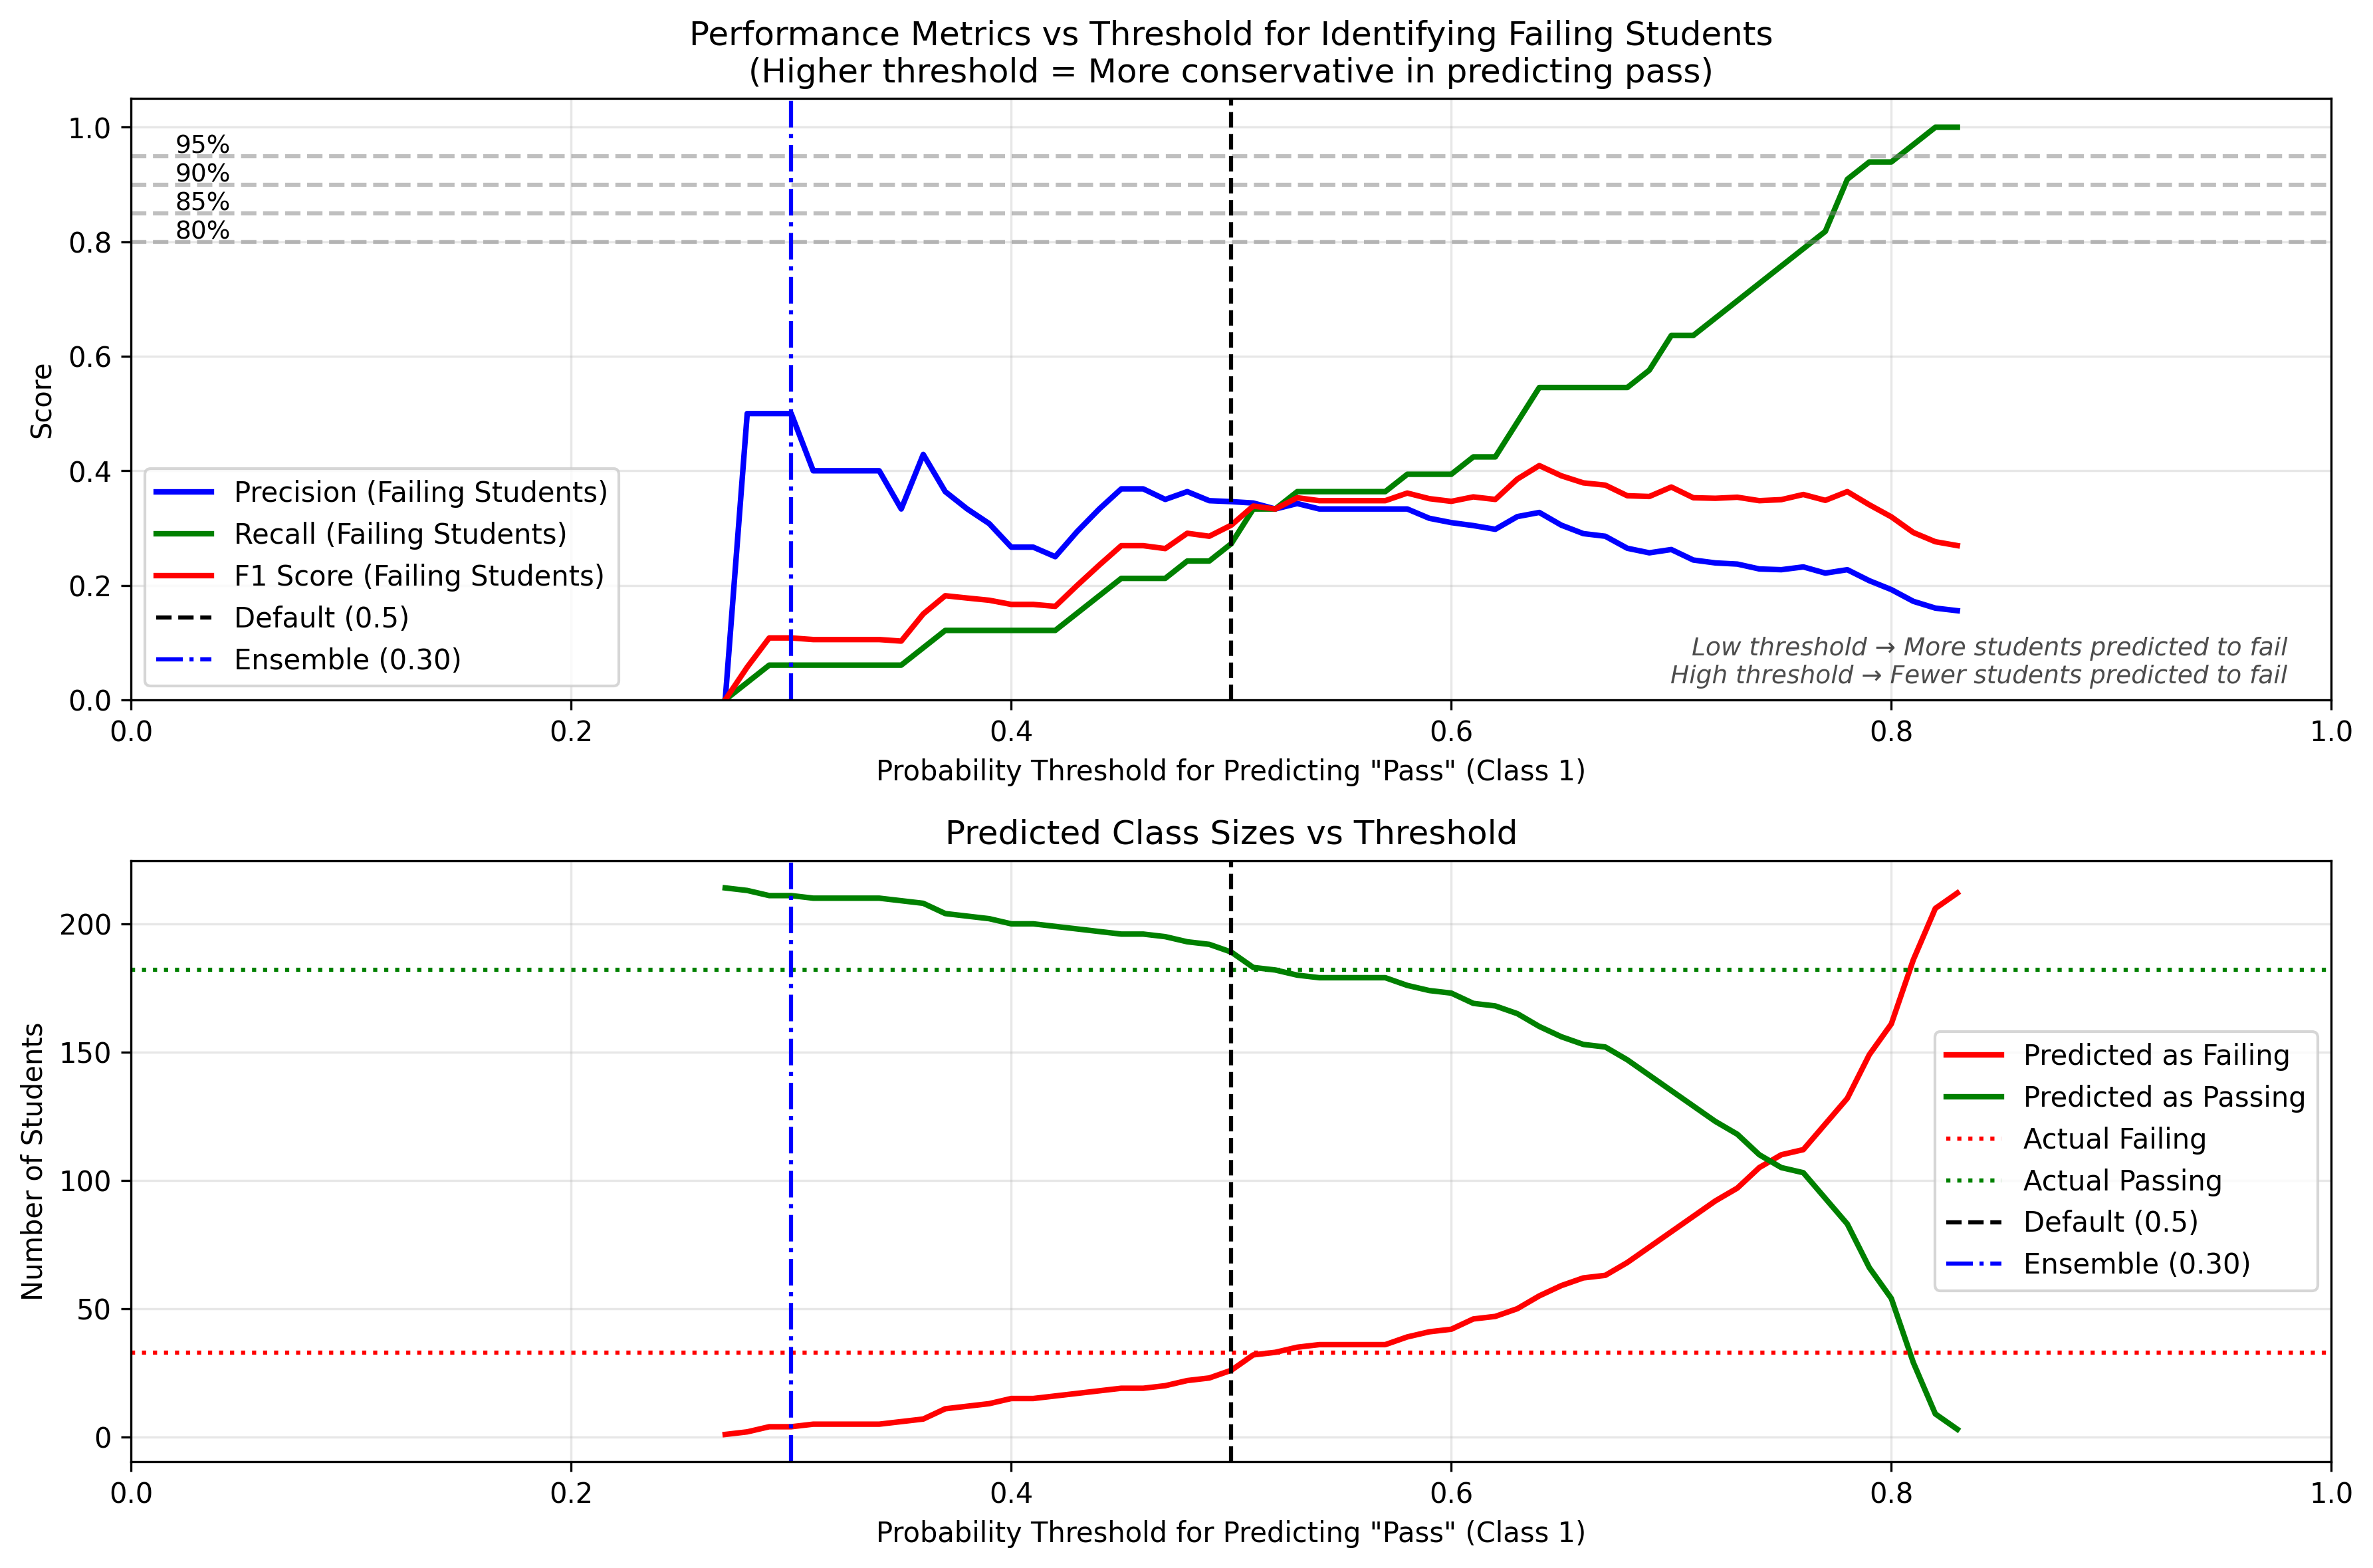 Performance Metrics vs Threshold for Identifying Failing Students
(Higher threshold = More conservative in predicting pass)
1.0
0.8
0.6
0.4
0.2
0.0
Score
95%
90%
85%
80%
Precision (Failing Students)
Recall (Failing Students)
F1 Score (Failing Students)
Default (0.5)
Ensemble (0.30)
Low threshold → More students predicted to fail
High threshold → Fewer students predicted to fail
0.0 0.2 0.4 0.6 0.8 1.0
Probability Threshold for Predicting "Pass" (Class 1)
Predicted Class Sizes vs Threshold
200
150
100
50
0
Number of Students
Predicted as Failing
Predicted as Passing
Actual Failing
Actual Passing
Default (0.5)
Ensemble (0.30)
0.0 0.2 0.4 0.6 0.8 1.0
Probability Threshold for Predicting "Pass" (Class 1)